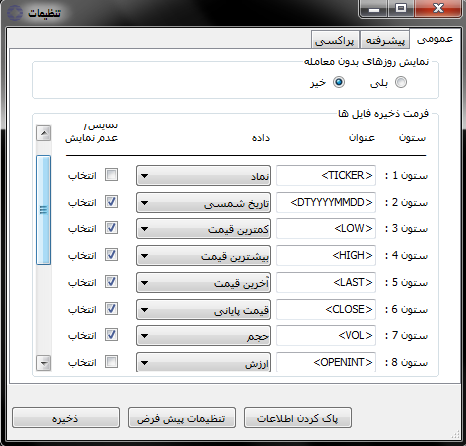 تنظیمات
عمومی پیشرفته پراکسی
نمایش روزهای بدون معامله
بلی خیر
فرمت ذخیره فایل ها
ستون عنوان داده نمایش/
عدم نمایش
ستون 1 : <TICKER> نماد انتخاب
ستون 2 : <DTYYYYMMDD> تاریخ شمسی انتخاب
ستون 3 : <LOW> کمترین قیمت انتخاب
ستون 4 : <HIGH> بیشترین قیمت انتخاب
ستون 5 : <LAST> آخرین قیمت انتخاب
ستون 6 : <CLOSE> قیمت پایانی انتخاب
ستون 7 : <VOL> حجم انتخاب
ستون 8 : <OPENINT> ارزش انتخاب
پاک کردن اطلاعات تنظیمات پیش فرض ذخیره